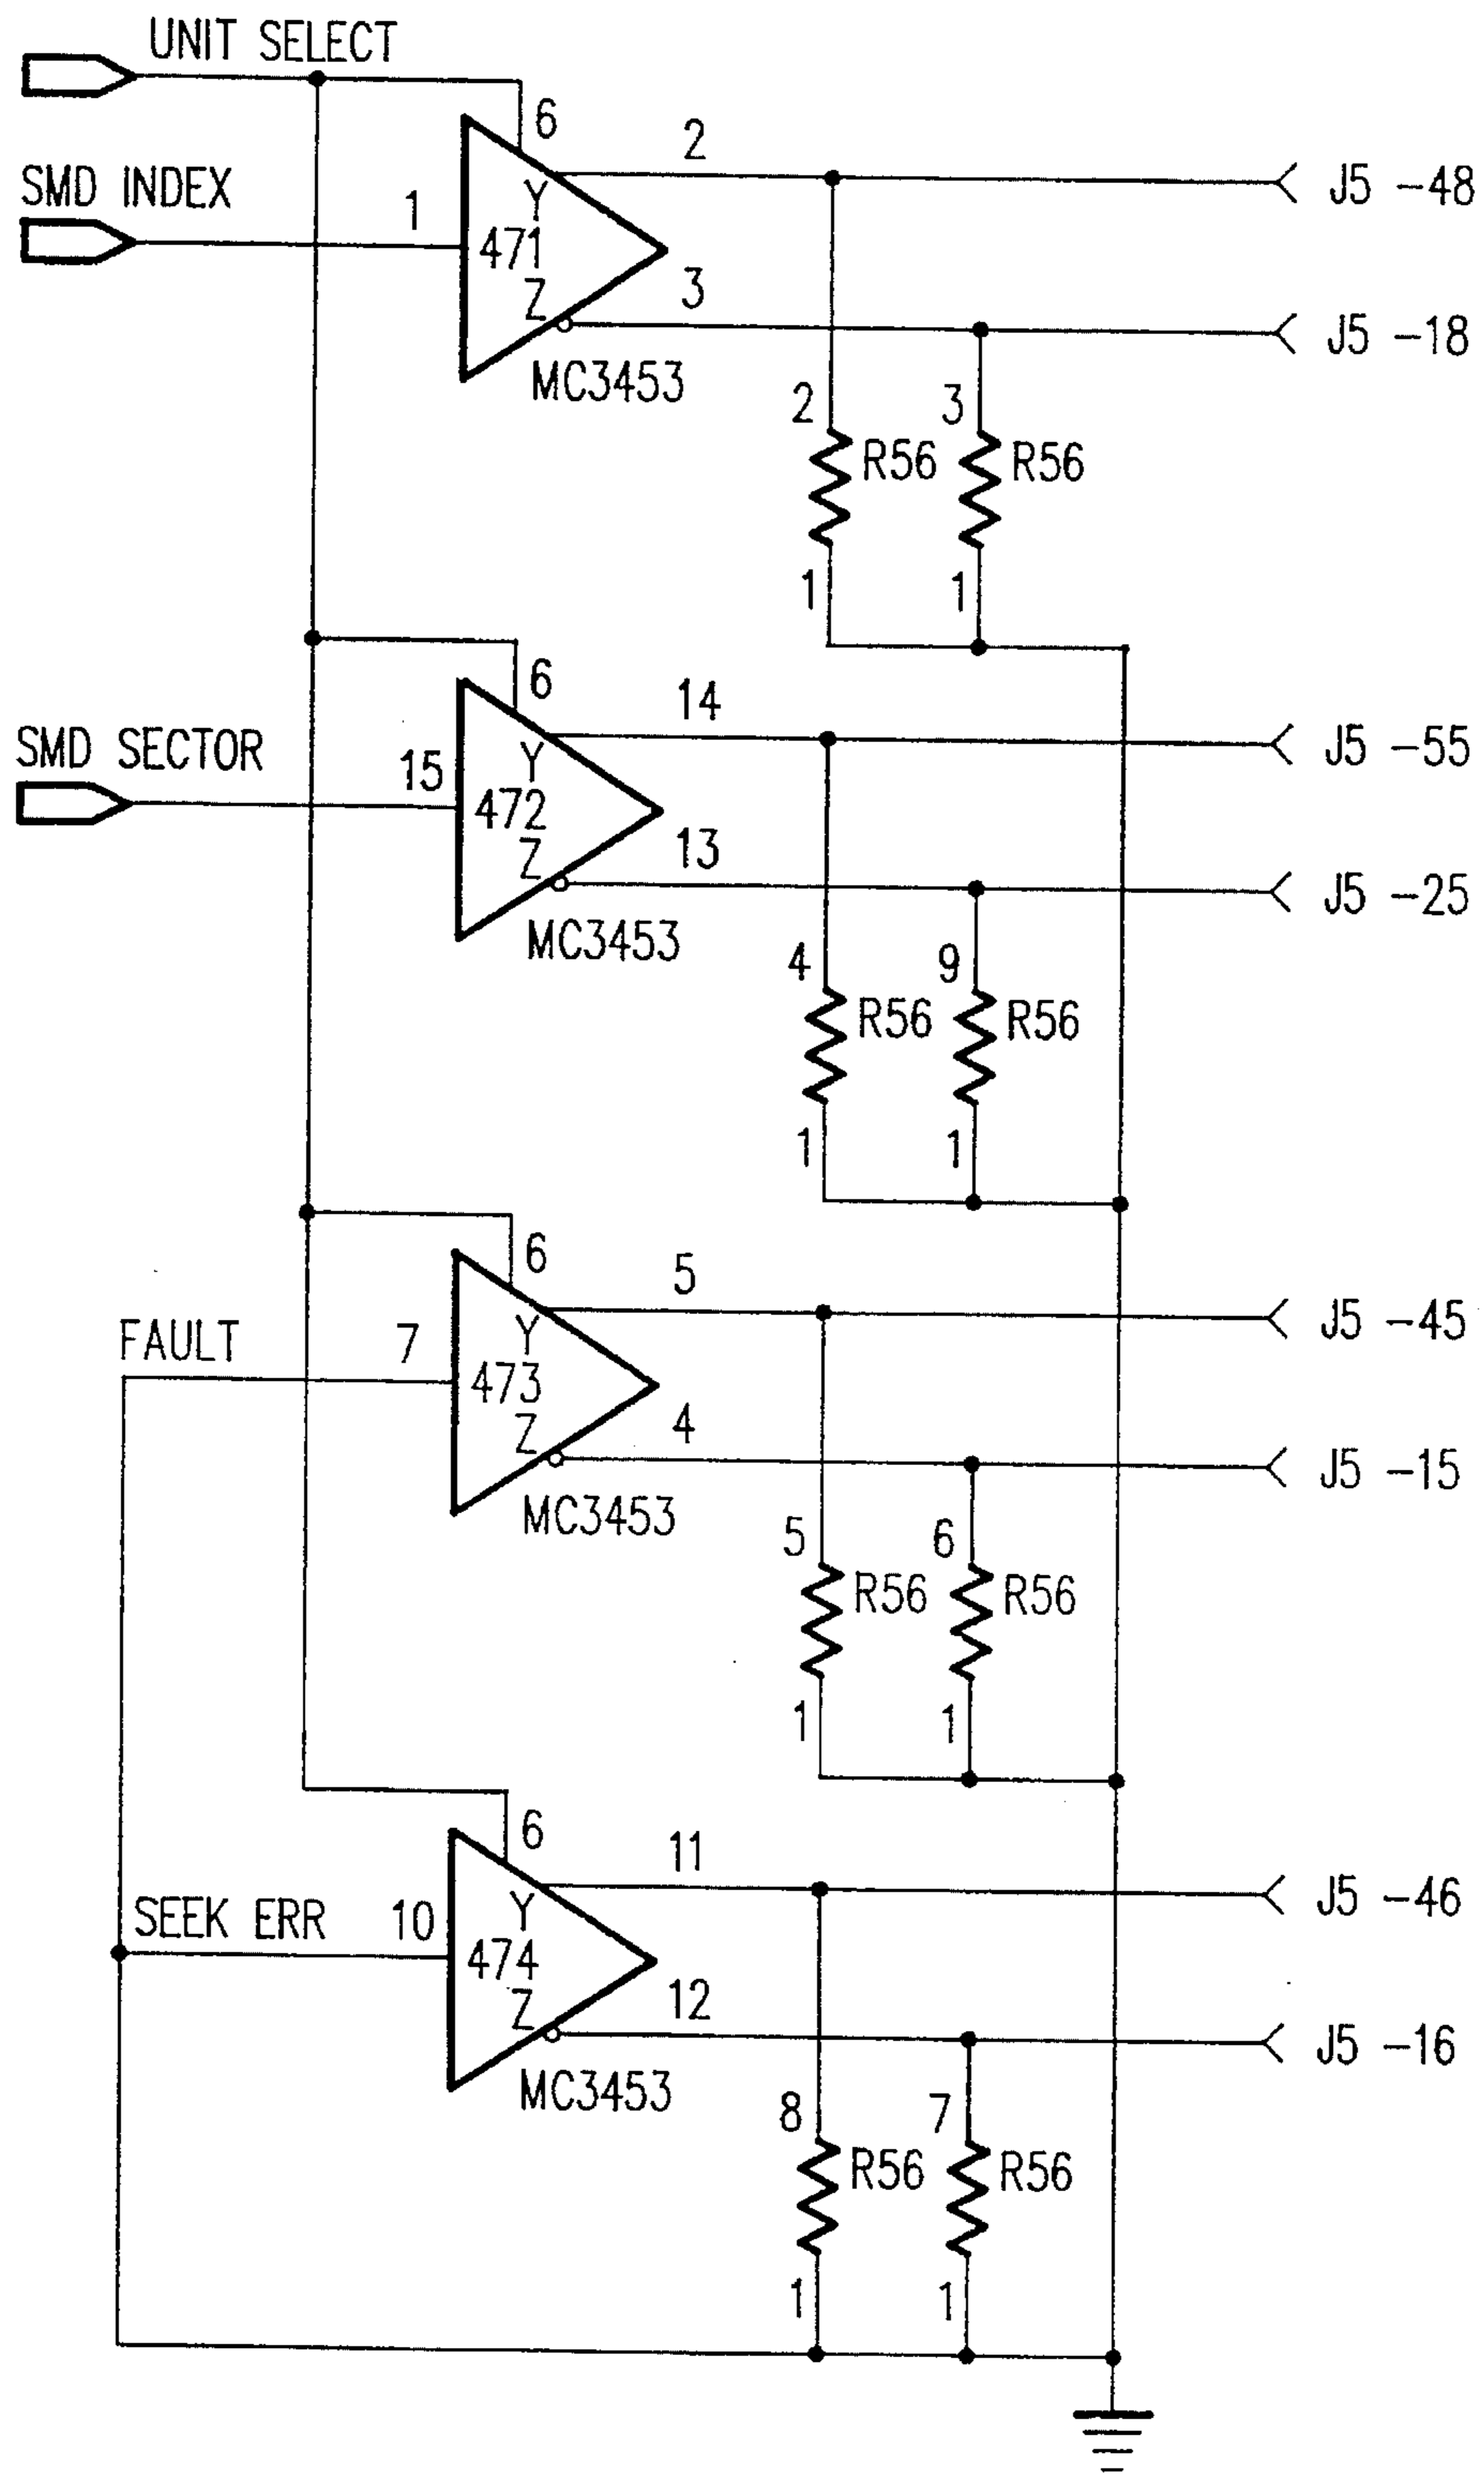 UNIT SELECT
6
2
J5 -48
SMD INDEX
1
Y
471
Z
3
J5 -18
MC3453
2
R56
3
R56
1
1
6
14
J5 -55
SMD SECTOR
15
Y
472
Z
13
J5 -25
MC3453
4
R56
9
R56
1
1
6
5
J5 -45
FAULT
7
Y
473
Z
4
J5 -15
MC3453
5
R56
6
R56
1
1
6
11
J5 -46
SEEK ERR
10
Y
474
Z
12
J5 -16
MC3453
8
R56
7
R56
1
1